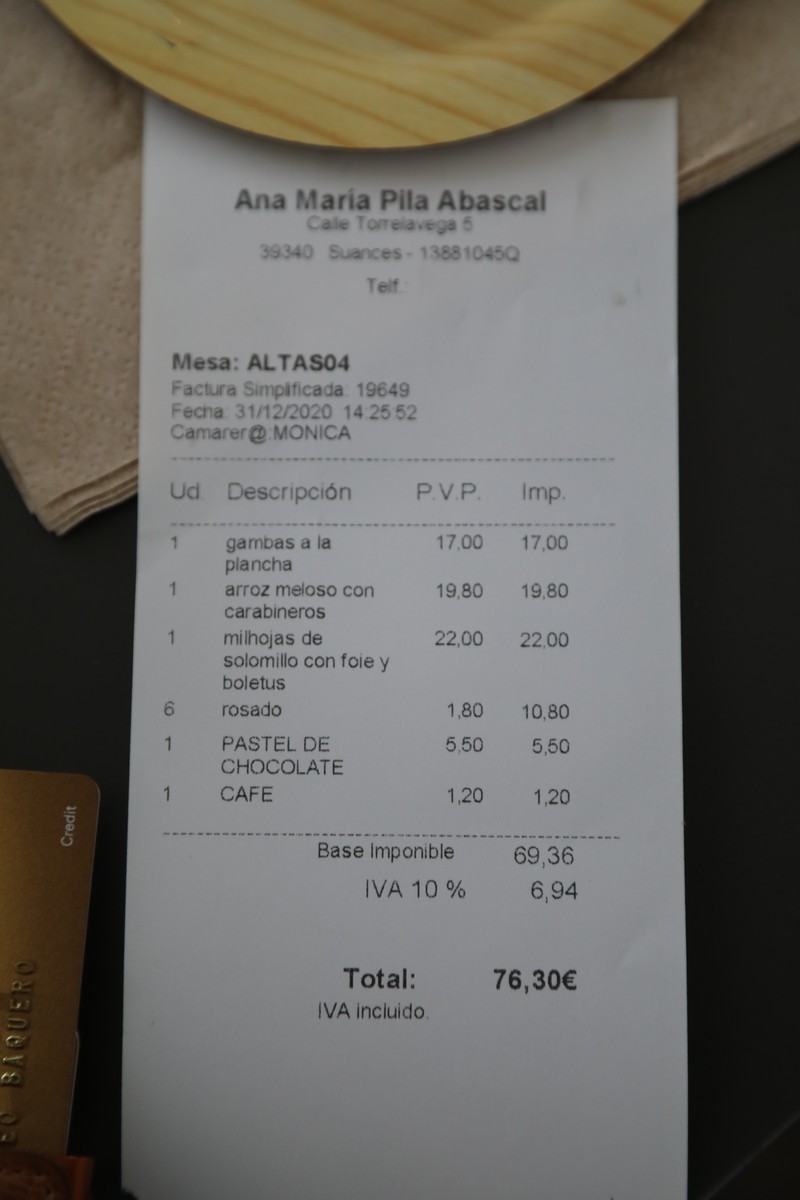 Ana María Pila Abascal
Calle Torrelavega 5
39340 Suances - 13881045Q
Telf.:
Mesa: ALTAS04
Factura Simplificada: 19649
Fecha: 31/12/2020 14:25:52
Camarer@:MONICA
Ud. Descripción P.V.P. Imp.
1 gambas a la 17,00 17,00
plancha
1 arroz meloso con 19,80 19,80
carabineros
1 milhojas de 22,00 22,00
solomillo con foie y
boletus
6 rosado 1,80 10,80
1 PASTEL DE 5,50 5,50
CHOCOLATE
1 CAFE 1,20 1,20
Base Imponible 69,36
IVA 10 % 6,94
Total: 76,30€
IVA incluido.
Credit
BAQUERO